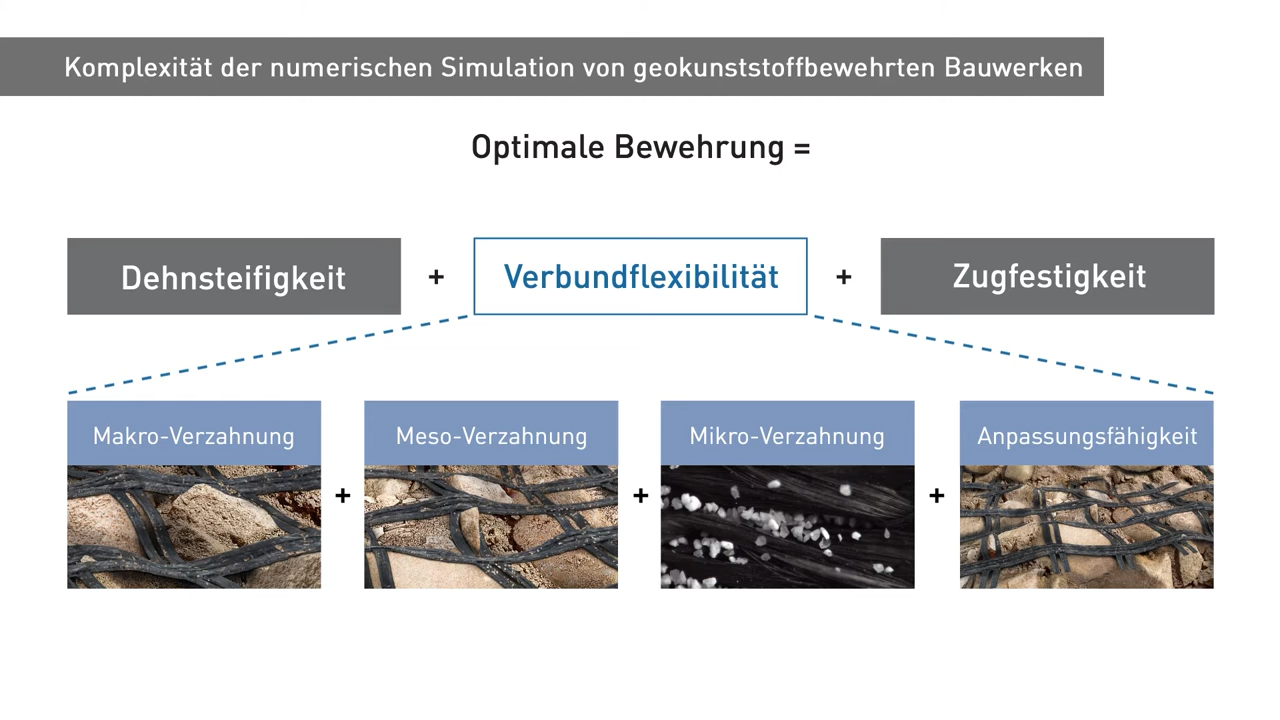 Komplexität der numerischen Simulation von geokunststoffbewehrten Bauwerken
Optimale Bewehrung =
Dehnsteifigkeit + Verbundflexibilität + Zugfestigkeit
Makro-Verzahnung + Meso-Verzahnung + Mikro-Verzahnung + Anpassungsfähigkeit